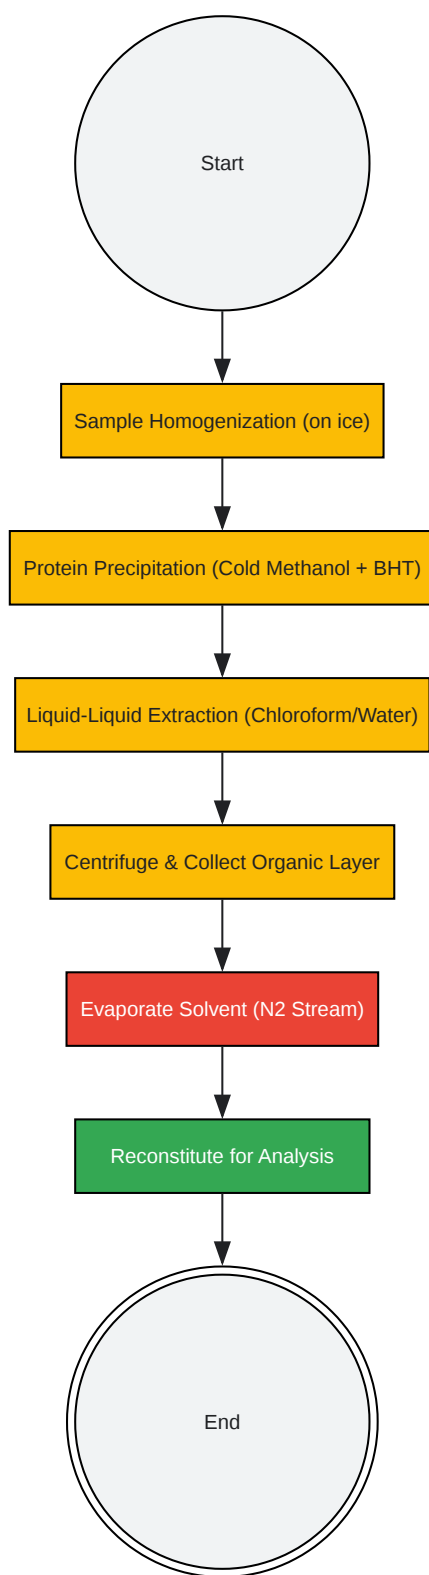 Start
Sample Homogenization (on ice)
Protein Precipitation (Cold Methanol + BHT)
Liquid-Liquid Extraction (Chloroform/Water)
Centrifuge & Collect Organic Layer
Evaporate Solvent (N2 Stream)
Reconstitute for Analysis
End